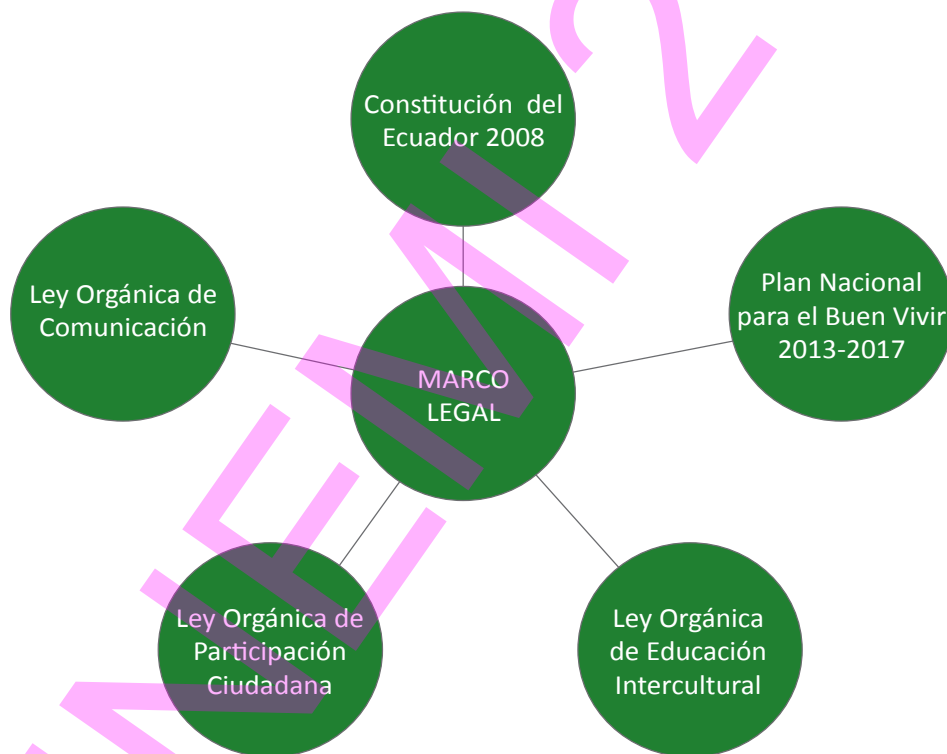 Constitución del
Ecuador 2008
Plan Nacional
para el Buen Vivir
2013-2017
Ley Orgánica de
Comunicación
MARCO
LEGAL
Ley Orgánica de
Participación
Ciudadana
Ley Orgánica
de Educación
Intercultural